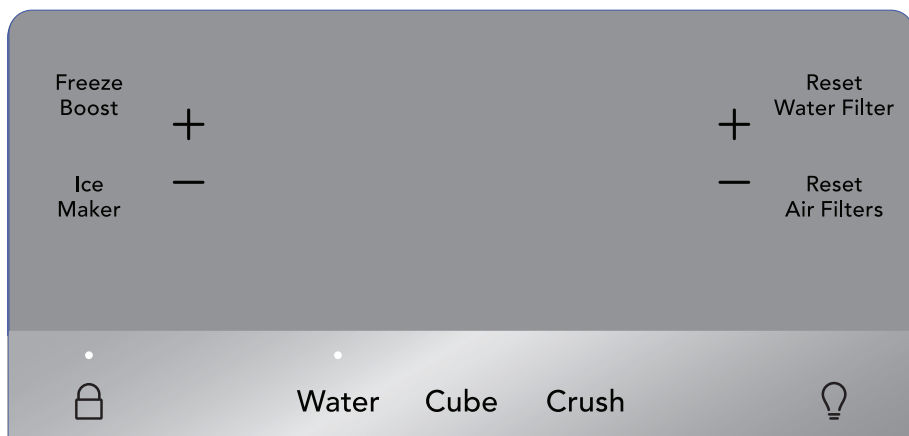 Freeze
Boost
+
Ice
Maker
−
+
Reset
Water Filter
−
Reset
Air Filters
Water Cube Crush